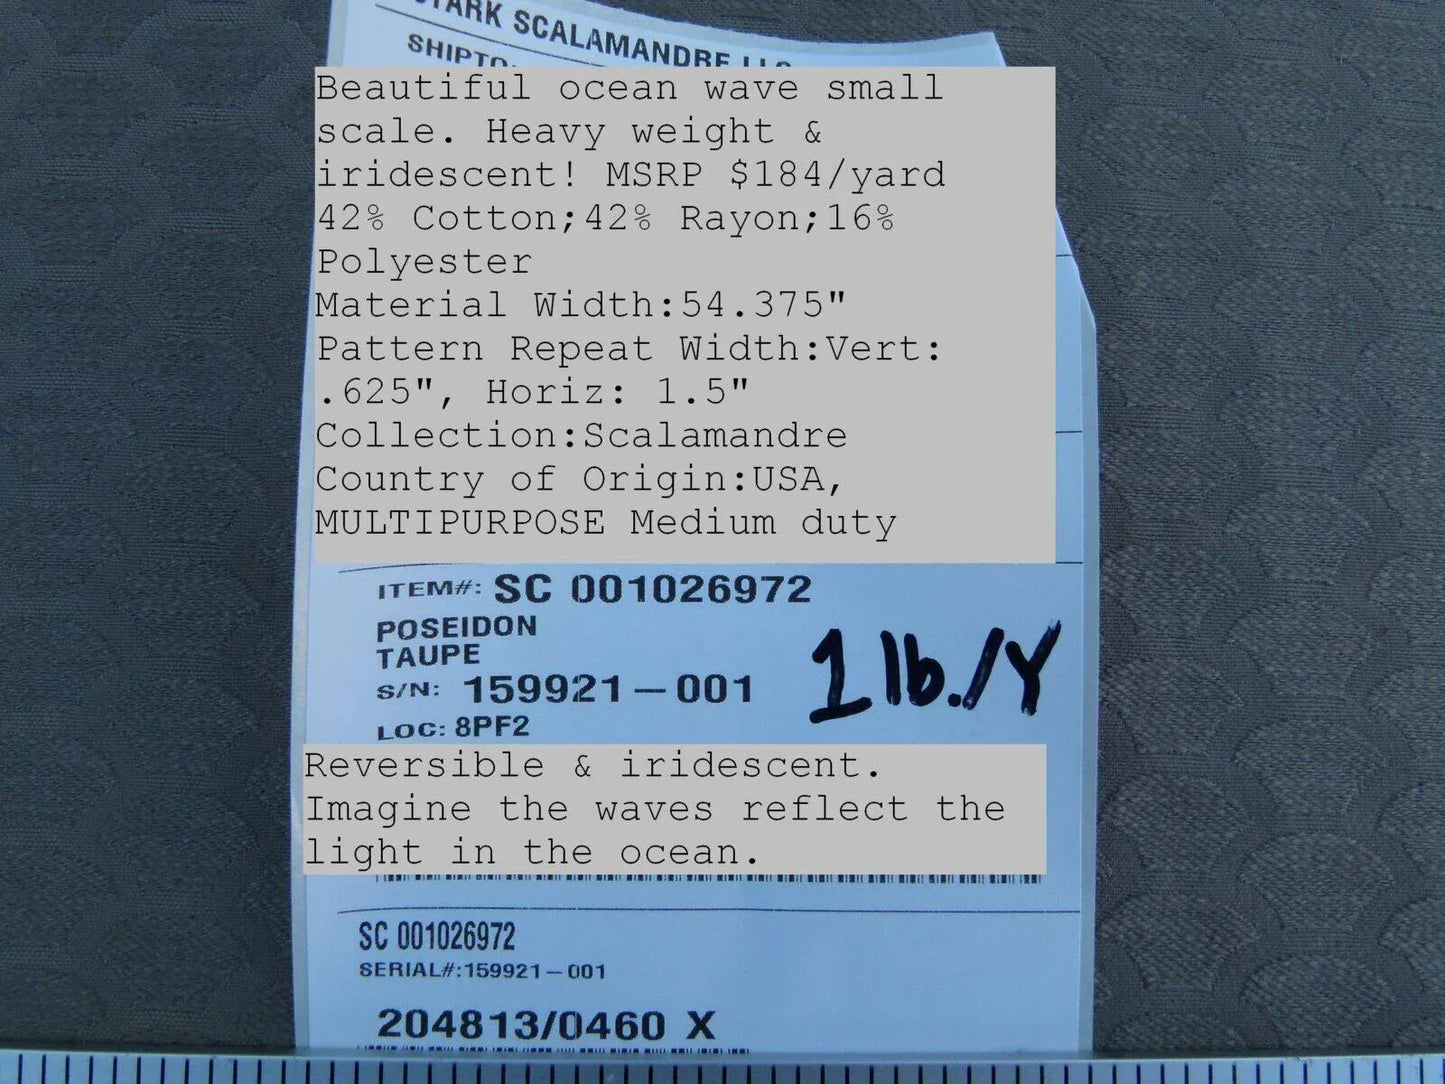 STARK SCALAMANDRE LLC
SHIPTO:
Beautiful ocean wave small
scale. Heavy weight &
iridescent! MSRP $184/yard
42% Cotton;42% Rayon;16%
Polyester
Material Width:54.375"
Pattern Repeat Width:Vert:
.625", Horiz: 1.5"
Collection:Scalamandre
Country of Origin:USA,
MULTIPURPOSE Medium duty
ITEM#: SC 001026972
POSEIDON
TAUPE
S/N: 159921-001
1 lb./Y
LOC: 8PF2
Reversible & iridescent.
Imagine the waves reflect the
light in the ocean.
SC 001026972
SERIAL#:159921-001
204813/0460 X